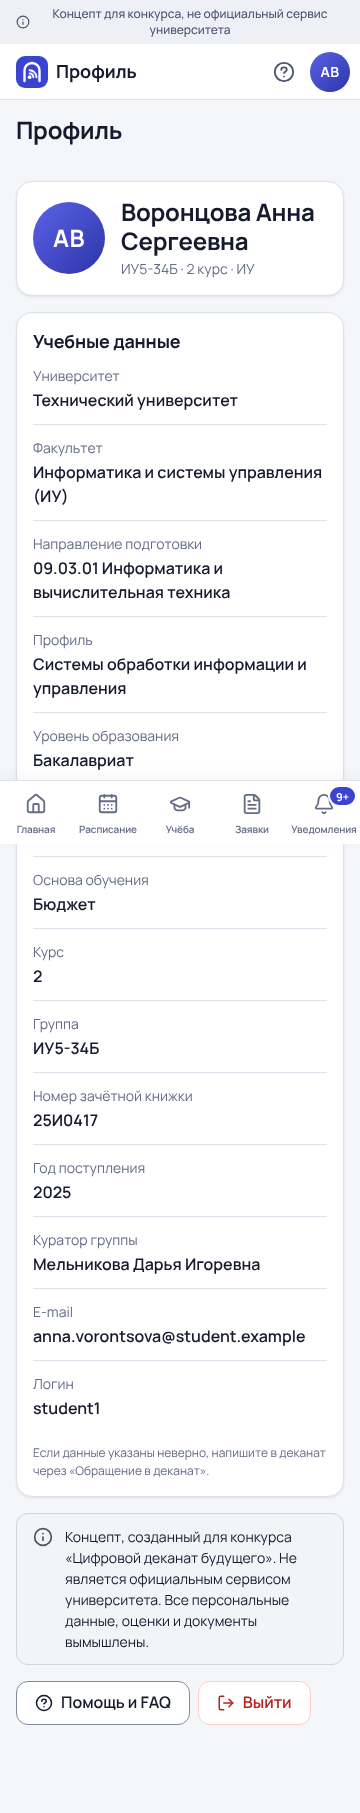 Концепт для конкурса, не официальный сервис
университета
Профиль
АВ
Профиль
АВ
Воронцова Анна
Сергеевна
ИУ5-34Б · 2 курс · ИУ
Учебные данные
Университет
Технический университет
Факультет
Информатика и системы управления
(ИУ)
Направление подготовки
09.03.01 Информатика и
вычислительная техника
Профиль
Системы обработки информации и
управления
Уровень образования
Бакалавриат
9+
Главная
Расписание
Учёба
Заявки
Уведомления
Основа обучения
Бюджет
Курс
2
Группа
ИУ5-34Б
Номер зачётной книжки
25И0417
Год поступления
2025
Куратор группы
Мельникова Дарья Игоревна
E-mail
anna.vorontsova@student.example
Логин
student1
Если данные указаны неверно, напишите в деканат
через «Обращение в деканат».
Концепт, созданный для конкурса
«Цифровой деканат будущего». Не
является официальным сервисом
университета. Все персональные
данные, оценки и документы
вымышлены.
Помощь и FAQ
Выйти